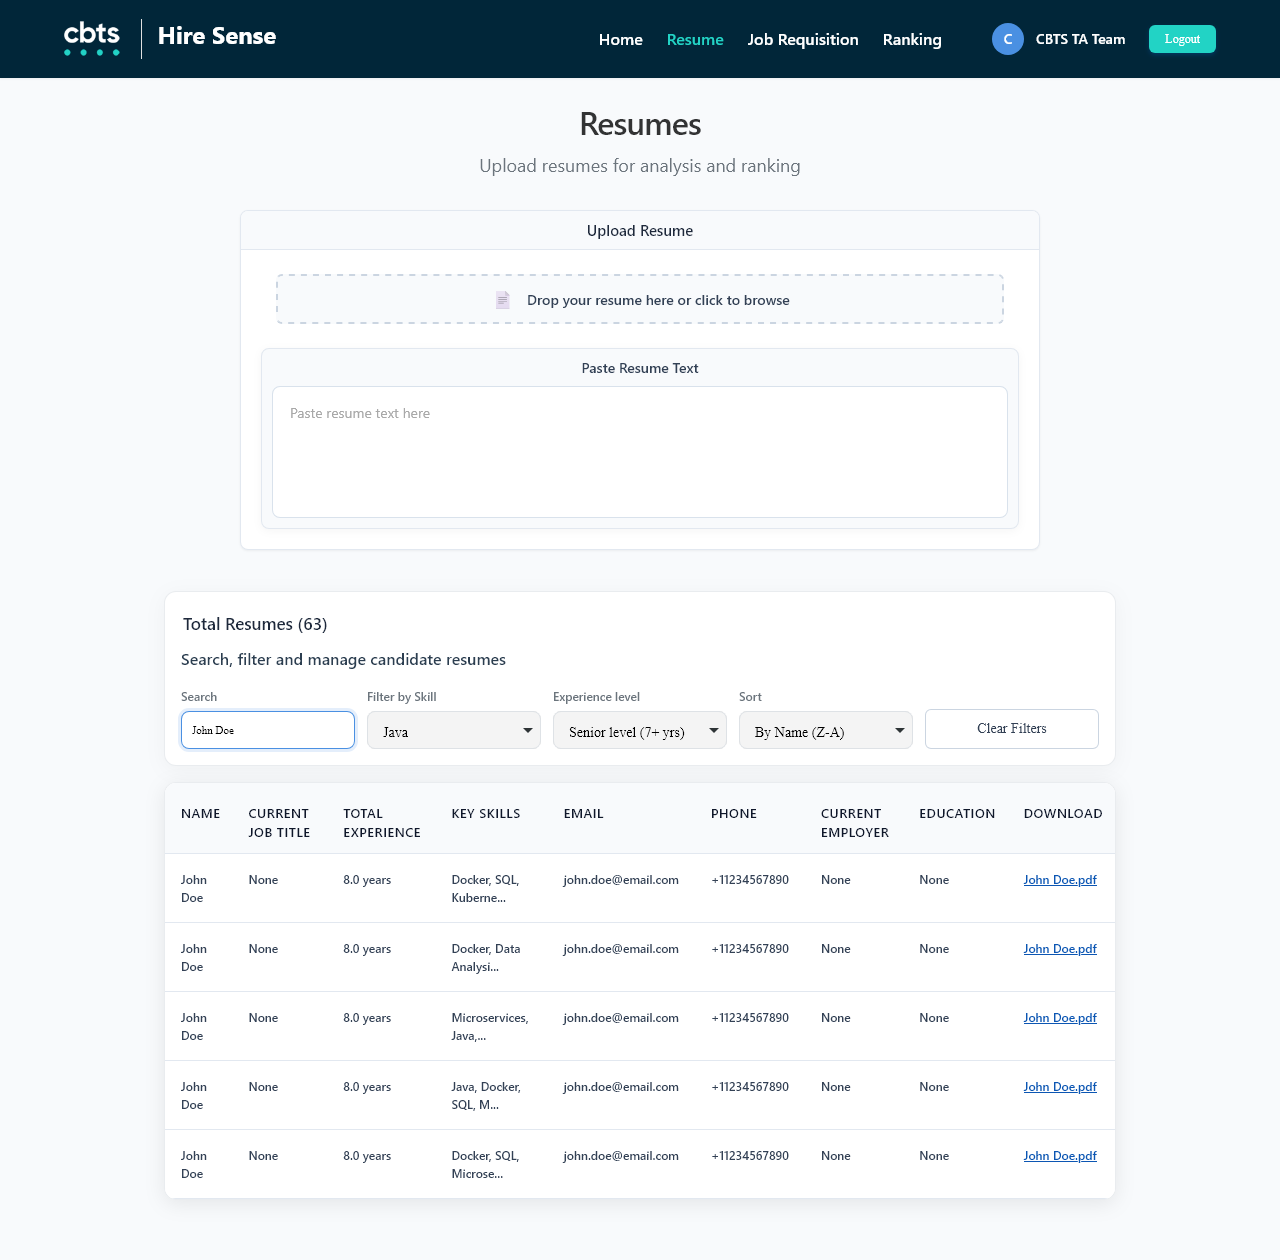 cbts
Hire Sense
Home
Resume
Job Requisition
Ranking
C
CBTS TA Team
Logout
Resumes
Upload resumes for analysis and ranking
Upload Resume
Drop your resume here or click to browse
Paste Resume Text
Paste resume text here
Total Resumes (63)
Search, filter and manage candidate resumes
Search
Filter by Skill
Experience level
Sort
John Doe
Java
Senior level (7+ yrs)
By Name (Z-A)
Clear Filters
NAME
CURRENT JOB TITLE
TOTAL EXPERIENCE
KEY SKILLS
EMAIL
PHONE
CURRENT EMPLOYER
EDUCATION
DOWNLOAD
John Doe
None
8.0 years
Docker, SQL, Kuberne...
john.doe@email.com
+11234567890
None
None
John Doe.pdf
John Doe
None
8.0 years
Docker, Data Analysi...
john.doe@email.com
+11234567890
None
None
John Doe.pdf
John Doe
None
8.0 years
Microservices, Java,...
john.doe@email.com
+11234567890
None
None
John Doe.pdf
John Doe
None
8.0 years
Java, Docker, SQL, M...
john.doe@email.com
+11234567890
None
None
John Doe.pdf
John Doe
None
8.0 years
Docker, SQL, Microse...
john.doe@email.com
+11234567890
None
None
John Doe.pdf